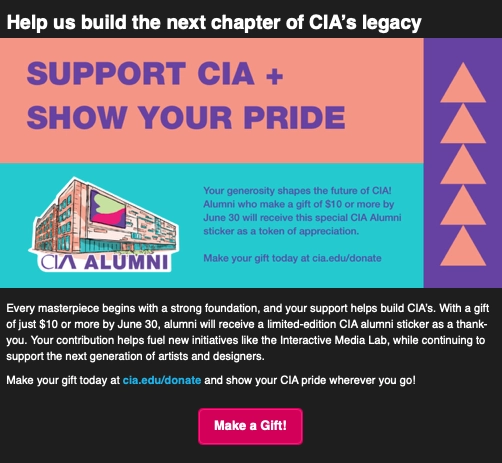 Help us build the next chapter of CIA's legacy
SUPPORT CIA +
SHOW YOUR PRIDE
Your generosity shapes the future of CIA!
Alumni who make a gift of $10 or more by
June 30 will receive this special CIA Alumni
sticker as a token of appreciation.
Make your gift today at cia.edu/donate
CIA ALUMNI
Every masterpiece begins with a strong foundation, and your support helps build CIA's. With a gift
of just $10 or more by June 30, alumni will receive a limited-edition CIA alumni sticker as a thank-
you. Your contribution helps fuel new initiatives like the Interactive Media Lab, while continuing to
support the next generation of artists and designers.
Make your gift today at cia.edu/donate and show your CIA pride wherever you go!
Make a Gift!